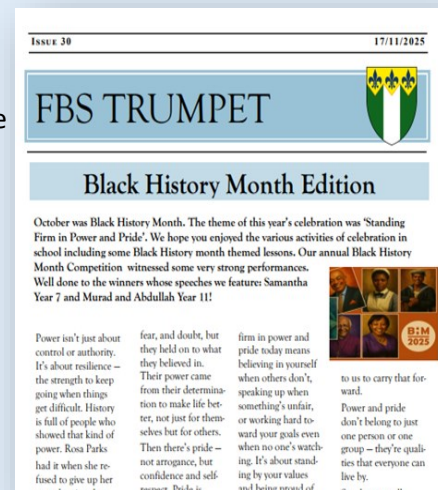 e
ISSUE 30
17/11/2025
FBS TRUMPET
Black History Month Edition
October was Black History Month. The theme of this year's celebration was 'Standing
Firm in Power and Pride'. We hope you enjoyed the various activities of celebration in
school including some Black History month themed lessons. Our annual Black History
Month Competition witnessed some very strong performances.
Well done to the winners whose speeches we feature: Samantha
Year 7 and Murad and Abdullah Year 11!
B:M
2025
Power isn't just about
control or authority.
It's about resilience –
the strength to keep
going when things
get difficult. History
is full of people who
showed that kind of
power. Rosa Parks
had it when she re-
fused to give up her
fear, and doubt, but
they held on to what
they believed in.
Their power came
from their determina-
tion to make life bet-
ter, not just for them-
selves but for others.
Then there's pride –
not arrogance, but
confidence and self-
respect. Pride is
firm in power and
pride today means
believing in yourself
when others don't,
speaking up when
something's unfair,
or working hard to-
ward your goals even
when no one's watch-
ing. It's about stand-
ing by your values
and being proud of
to us to carry that for-
ward.
Power and pride
don't belong to just
one person or one
group – they're quali-
ties that everyone can
live by.